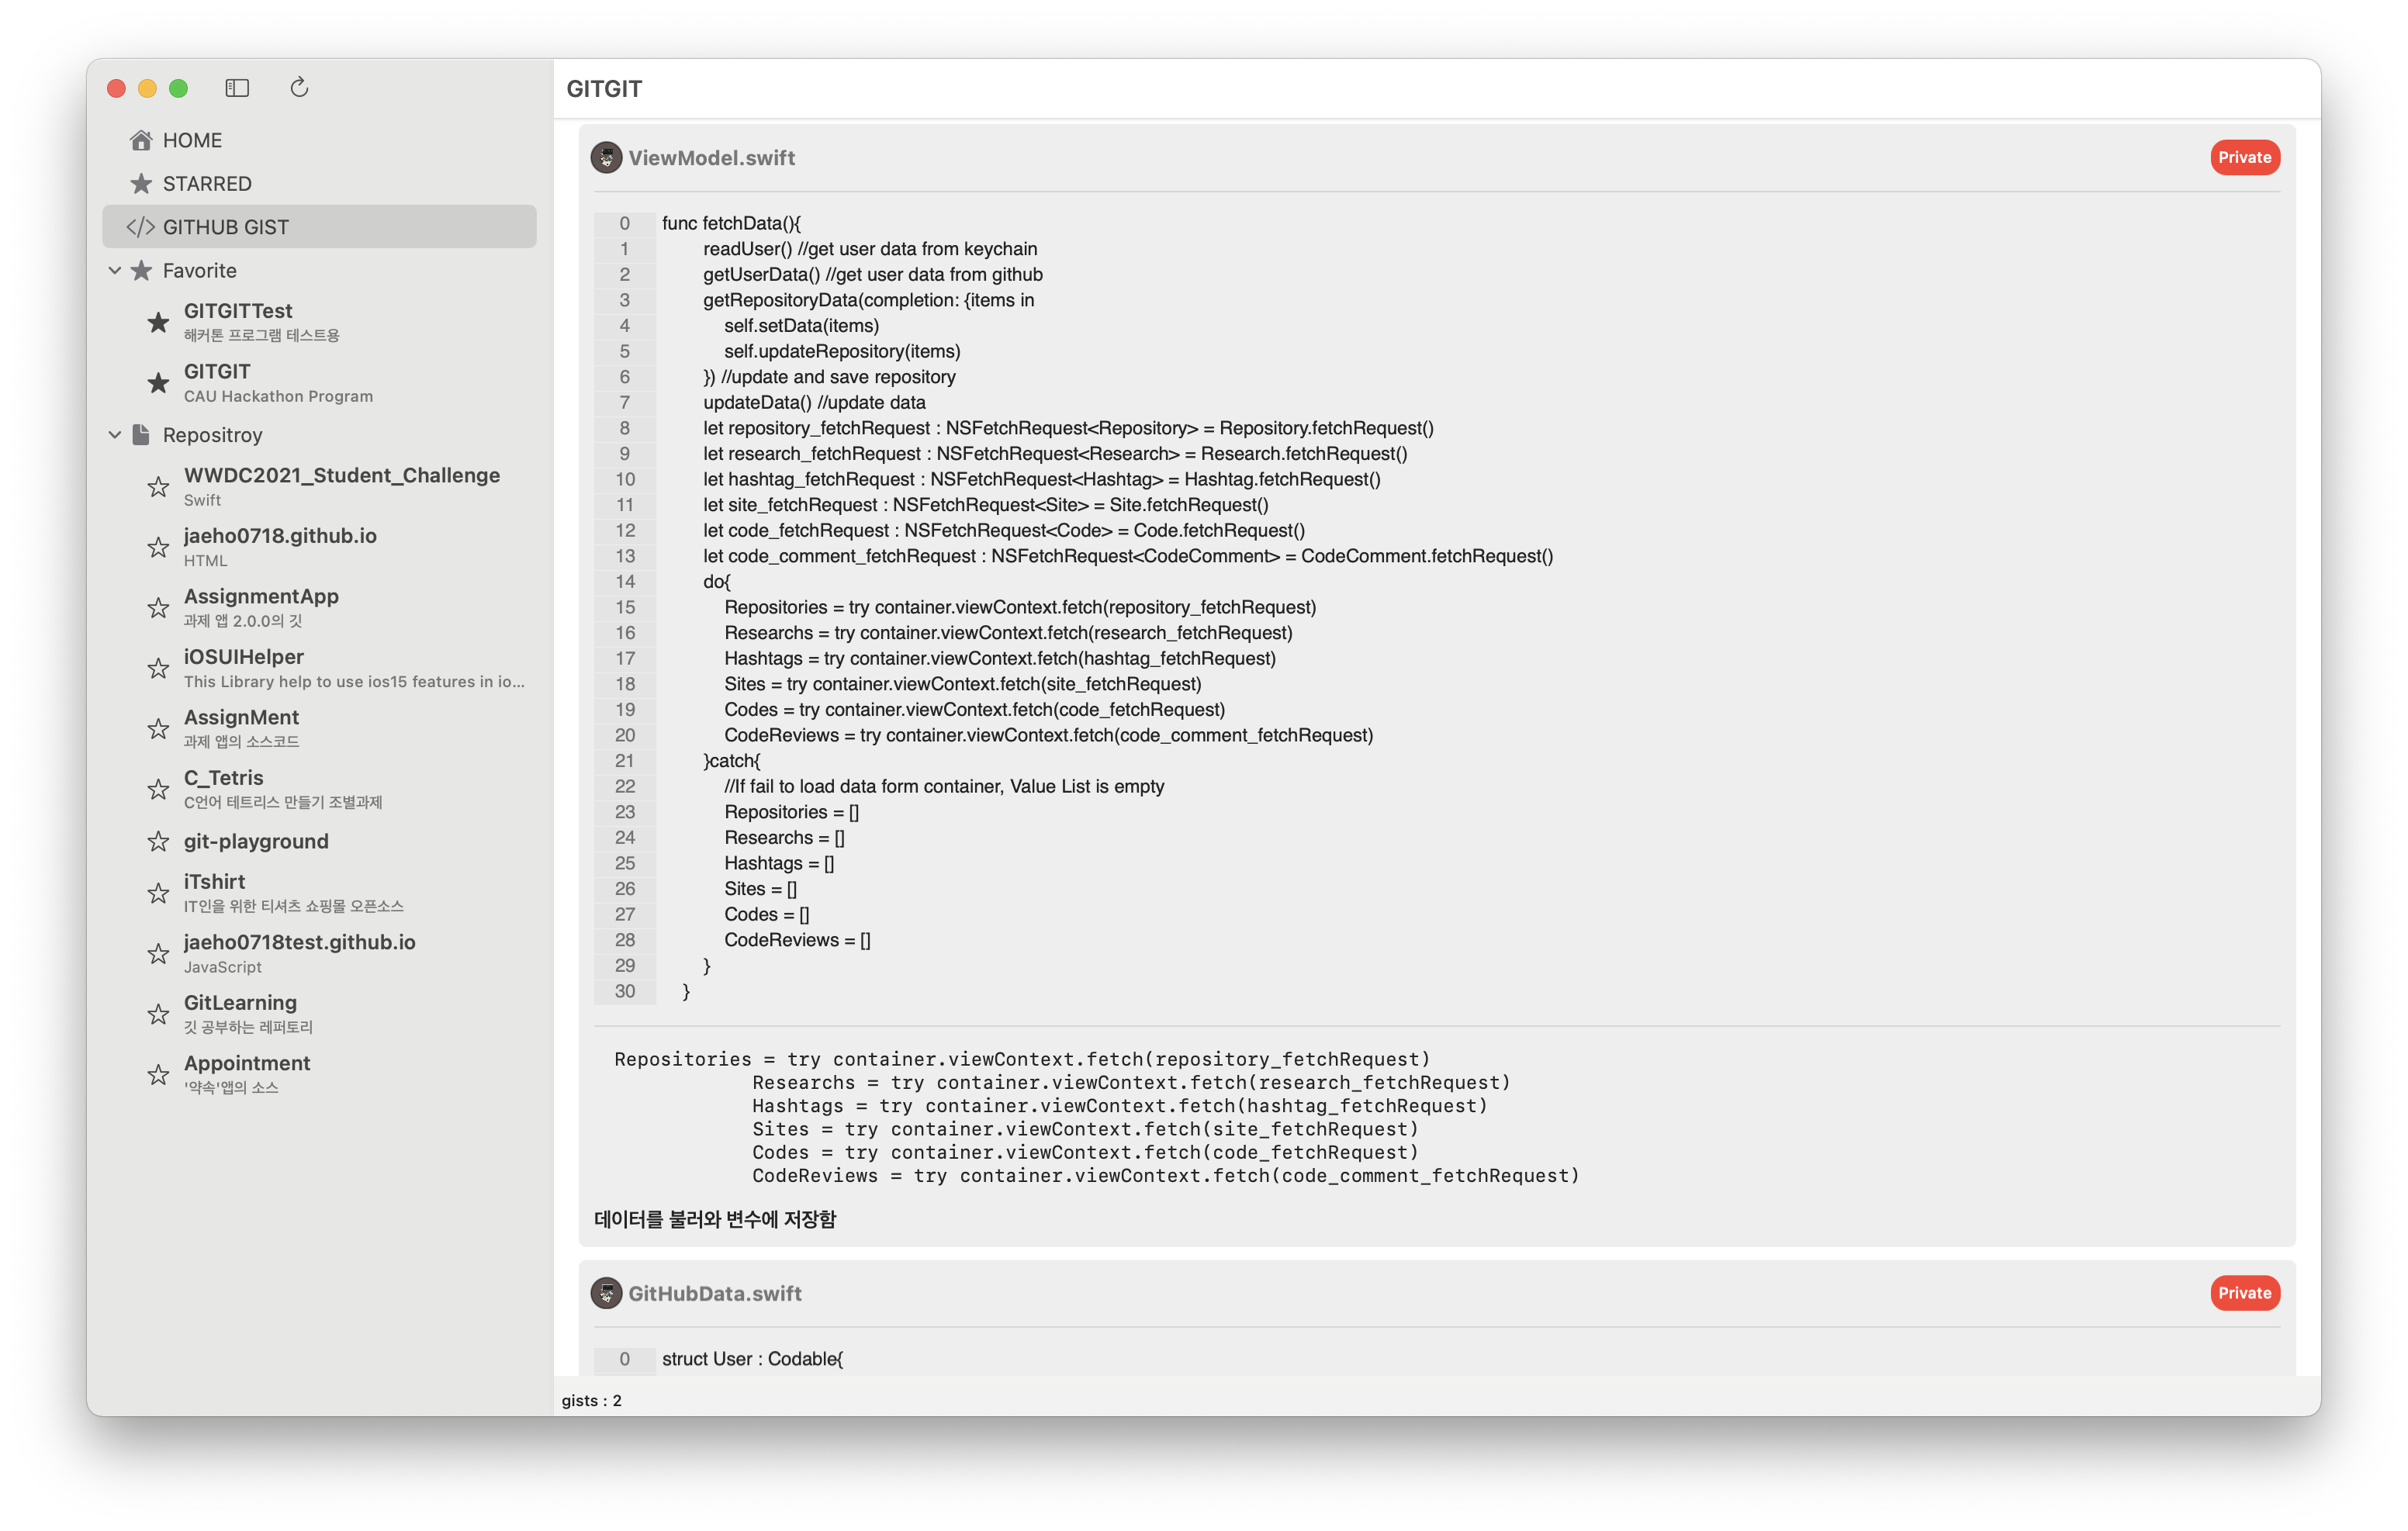 GITGIT
HOME
STARRED
</> GITHUB GIST
Favorite
GITGITTest
해커톤 프로그램 테스트용
GITGIT
CAU Hackathon Program
Repositroy
WWDC2021_Student_Challenge
Swift
jaeho0718.github.io
HTML
AssignmentApp
과제 앱 2.0.0의 깃
iOSUIHelper
This Library help to use ios15 features in io...
AssignMent
과제 앱의 소스코드
C_Tetris
C언어 테트리스 만들기 조별과제
git-playground
iTshirt
IT인을 위한 티셔츠 쇼핑몰 오픈소스
jaeho0718test.github.io
JavaScript
GitLearning
깃 공부하는 레퍼토리
Appointment
'약속'앱의 소스
ViewModel.swift
Private
0 func fetchData(){
1 readUser() //get user data from keychain
2 getUserData() //get user data from github
3 getRepositoryData(completion: {items in
4 self.setData(items)
5 self.updateRepository(items)
6 }) //update and save repository
7 updateData() //update data
8 let repository_fetchRequest : NSFetchRequest<Repository> = Repository.fetchRequest()
9 let research_fetchRequest : NSFetchRequest<Research> = Research.fetchRequest()
10 let hashtag_fetchRequest : NSFetchRequest<Hashtag> = Hashtag.fetchRequest()
11 let site_fetchRequest : NSFetchRequest<Site> = Site.fetchRequest()
12 let code_fetchRequest : NSFetchRequest<Code> = Code.fetchRequest()
13 let code_comment_fetchRequest : NSFetchRequest<CodeComment> = CodeComment.fetchRequest()
14 do{
15 Repositories = try container.viewContext.fetch(repository_fetchRequest)
16 Researchs = try container.viewContext.fetch(research_fetchRequest)
17 Hashtags = try container.viewContext.fetch(hashtag_fetchRequest)
18 Sites = try container.viewContext.fetch(site_fetchRequest)
19 Codes = try container.viewContext.fetch(code_fetchRequest)
20 CodeReviews = try container.viewContext.fetch(code_comment_fetchRequest)
21 }catch{
22 //If fail to load data form container, Value List is empty
23 Repositories = []
24 Researchs = []
25 Hashtags = []
26 Sites = []
27 Codes = []
28 CodeReviews = []
29 }
30 }
Repositories = try container.viewContext.fetch(repository_fetchRequest)
Researchs = try container.viewContext.fetch(research_fetchRequest)
Hashtags = try container.viewContext.fetch(hashtag_fetchRequest)
Sites = try container.viewContext.fetch(site_fetchRequest)
Codes = try container.viewContext.fetch(code_fetchRequest)
CodeReviews = try container.viewContext.fetch(code_comment_fetchRequest)
데이터를 불러와 변수에 저장함
GitHubData.swift
Private
0 struct User : Codable{
gists : 2